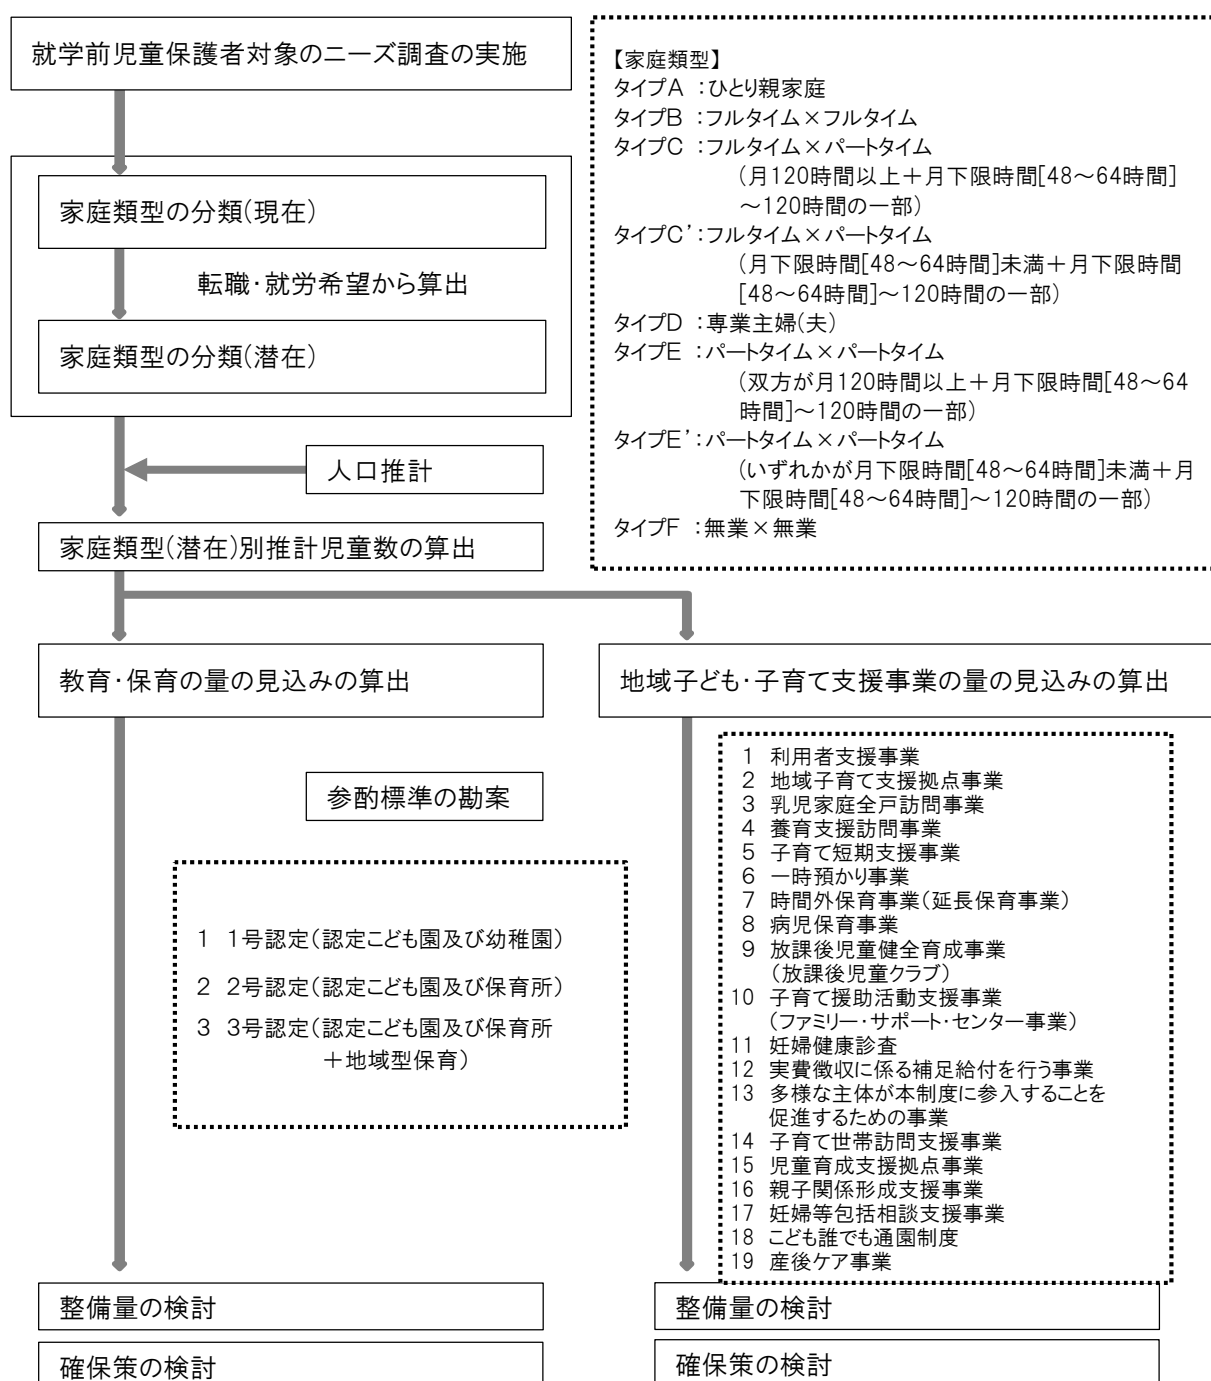 就学前児童保護者対象のニーズ調査の実施
家庭類型の分類(現在)
転職・就労希望から算出
家庭類型の分類(潜在)
人口推計
家庭類型(潜在)別推計児童数の算出
【家庭類型】
タイプA ：ひとり親家庭
タイプB ：フルタイム×フルタイム
タイプC ：フルタイム×パートタイム
(月120時間以上＋月下限時間[48～64時間]
～120時間の一部)
タイプC’：フルタイム×パートタイム
(月下限時間[48～64時間]未満＋月下限時間
[48～64時間]～120時間の一部)
タイプD ：専業主婦(夫)
タイプE ：パートタイム×パートタイム
(双方が月120時間以上＋月下限時間[48～64
時間]～120時間の一部)
タイプE’：パートタイム×パートタイム
(いずれかが月下限時間[48～64時間]未満＋月
下限時間[48～64時間]～120時間の一部)
タイプF ：無業×無業
教育・保育の量の見込みの算出
参酌標準の勘案
1 1号認定(認定こども園及び幼稚園)
2 2号認定(認定こども園及び保育所)
3 3号認定(認定こども園及び保育所
＋地域型保育)
整備量の検討
確保策の検討
地域子ども・子育て支援事業の量の見込みの算出
1 利用者支援事業
2 地域子育て支援拠点事業
3 乳児家庭全戸訪問事業
4 養育支援訪問事業
5 子育て短期支援事業
6 一時預かり事業
7 時間外保育事業(延長保育事業)
8 病児保育事業
9 放課後児童健全育成事業
(放課後児童クラブ)
10 子育て援助活動支援事業
(ファミリー・サポート・センター事業)
11 妊婦健康診査
12 実費徴収に係る補足給付を行う事業
13 多様な主体が本制度に参入することを
促進するための事業
14 子育て世帯訪問支援事業
15 児童育成支援拠点事業
16 親子関係形成支援事業
17 妊婦等包括相談支援事業
18 こども誰でも通園制度
19 産後ケア事業
整備量の検討
確保策の検討